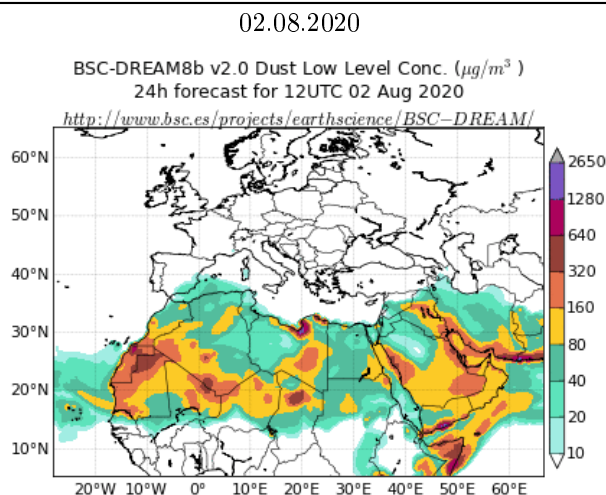 02.08.2020
BSC-DREAM8b v2.0 Dust Low Level Conc. (μg/m³ )
24h forecast for 12UTC 02 Aug 2020
http://www.bsc.es/projects/earthscience/BSC−DREAM/
60°N
50°N
40°N
30°N
20°N
10°N
20°W 10°W 0° 10°E 20°E 30°E 40°E 50°E 60°E
2650
1280
640
320
160
80
40
20
10